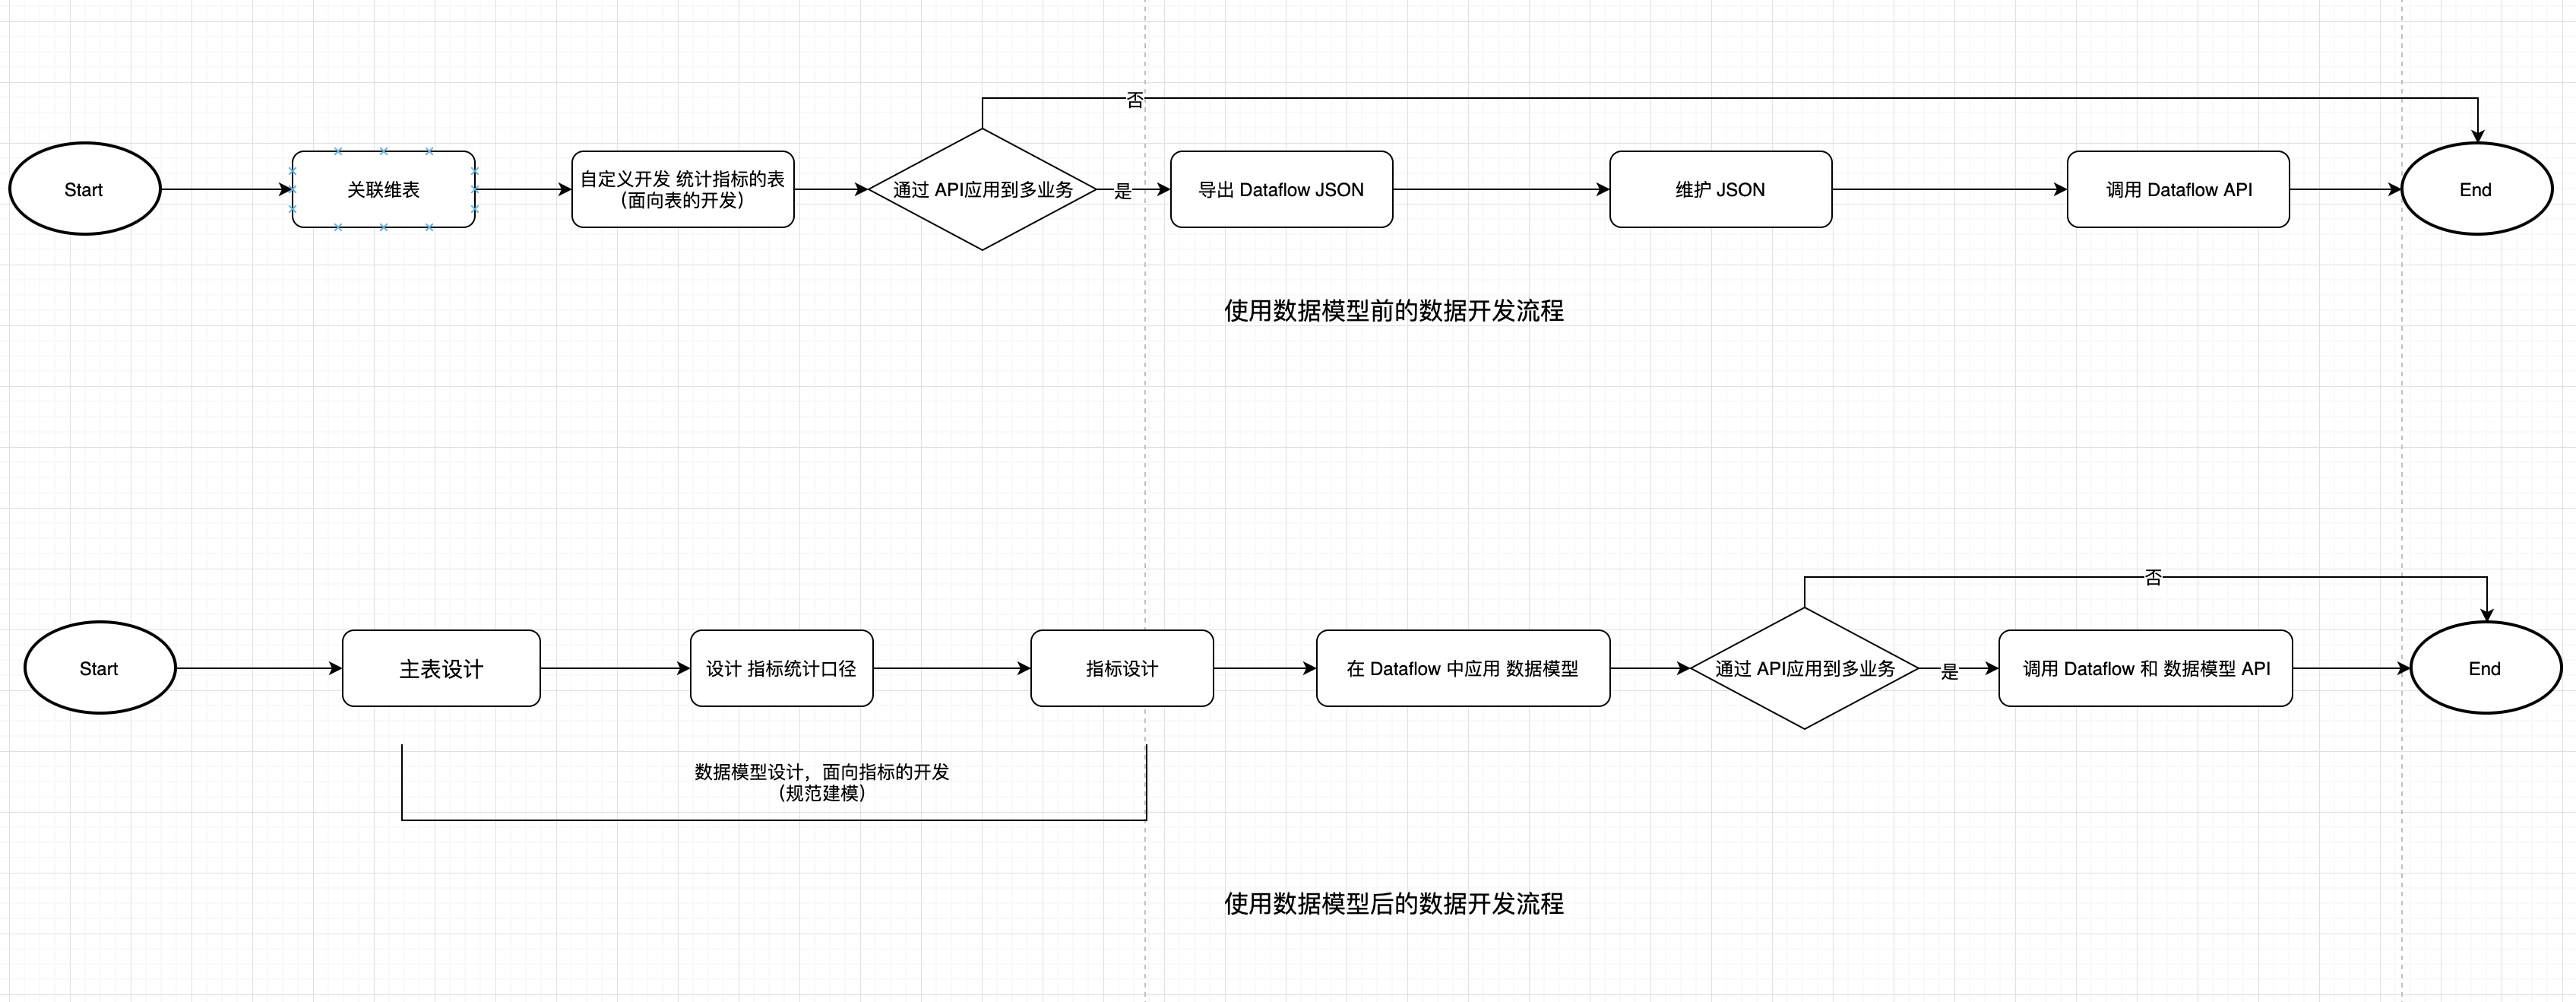 否
Start
关联维表
自定义开发 统计指标的表
（面向表的开发）
通过 API应用到多业务
是
导出 Dataflow JSON
维护 JSON
调用 Dataflow API
End
使用数据模型前的数据开发流程
否
Start
主表设计
设计 指标统计口径
指标设计
在 Dataflow 中应用 数据模型
通过 API应用到多业务
是
调用 Dataflow 和 数据模型 API
End
数据模型设计，面向指标的开发
（规范建模）
使用数据模型后的数据开发流程